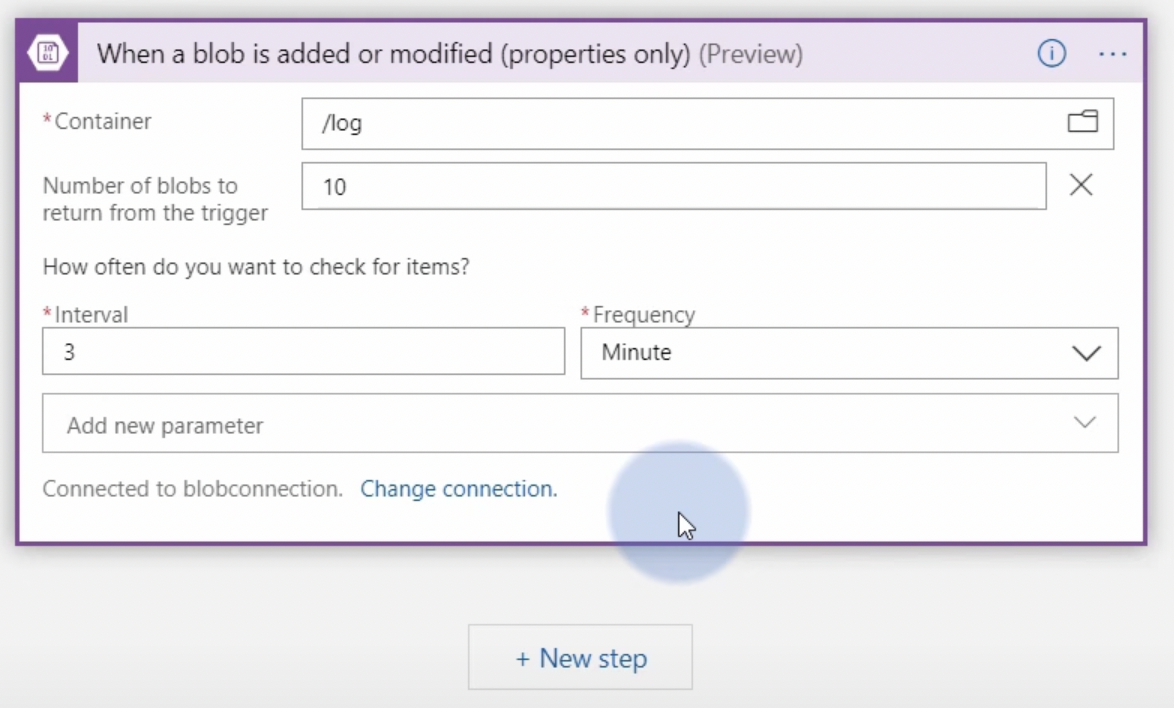 When a blob is added or modified (properties only) (Preview)
*Container
/log
Number of blobs to
return from the trigger
10
How often do you want to check for items?
*Interval
*Frequency
3
Minute
Add new parameter
Connected to blobconnection. Change connection.
+ New step